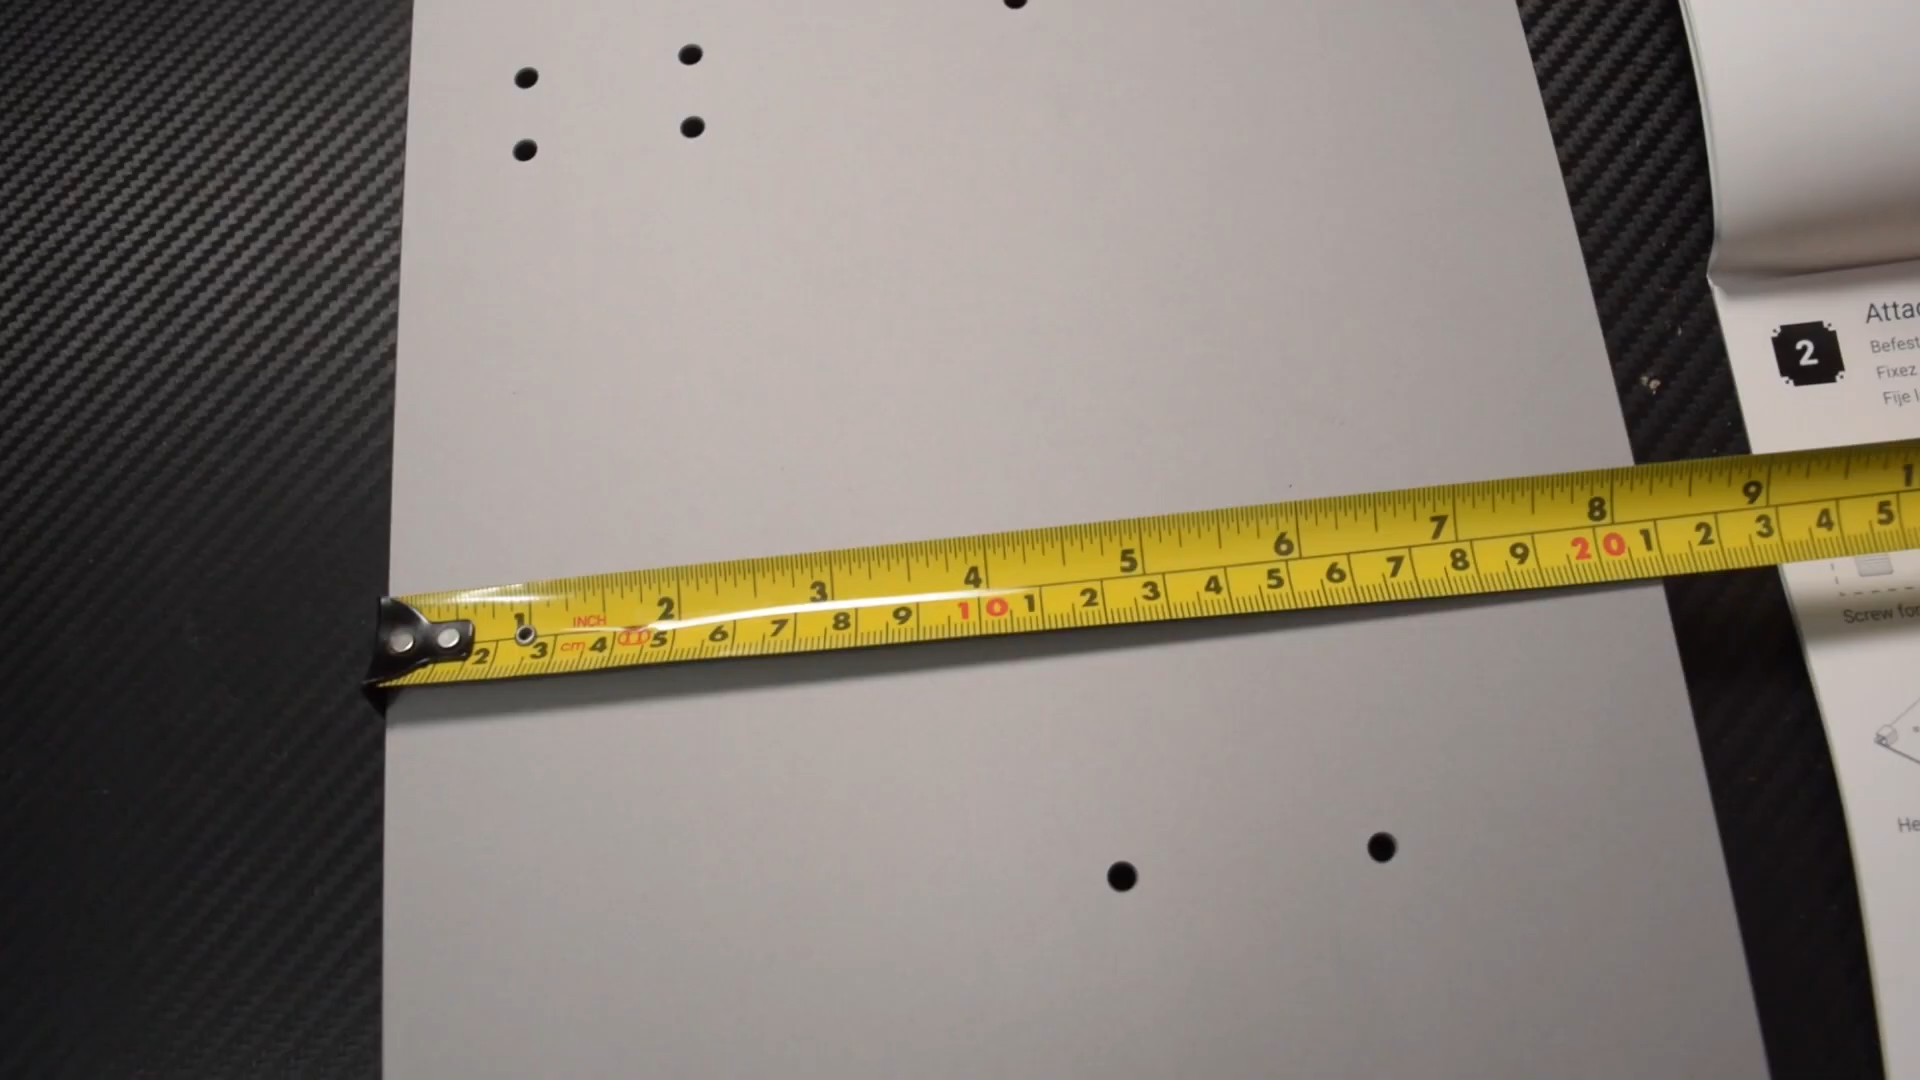 1 2 3 4 5 6 7 8 9 1
INCH
2 3 cm 4 5 6 7 8 9 10 1 2 3 4 5 6 7 8 9 20 1 2 3 4 5
2
Attac
Befest
Fixez
Fije l
Screw for
He